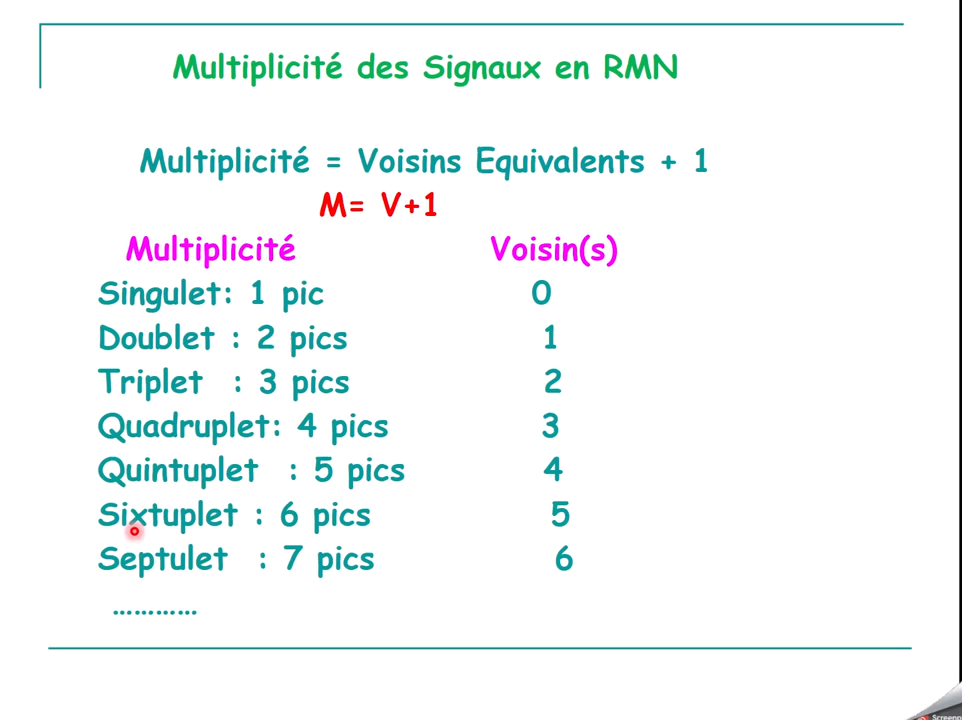 Multiplicité des Signaux en RMN
Multiplicité = Voisins Equivalents + 1
M= V+1
Multiplicité Voisin(s)
Singulet: 1 pic 0
Doublet : 2 pics 1
Triplet : 3 pics 2
Quadruplet: 4 pics 3
Quintuplet : 5 pics 4
Sixtuplet : 6 pics 5
Septulet : 7 pics 6
…………